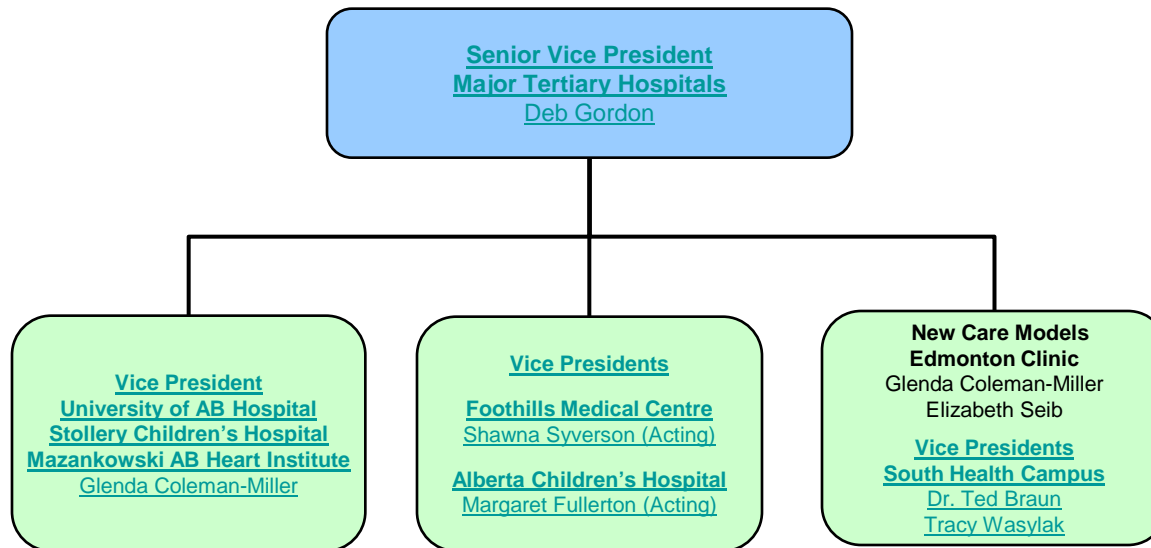 Senior Vice President
Major Tertiary Hospitals
Deb Gordon
Vice President
University of AB Hospital
Stollery Children's Hospital
Mazankowski AB Heart Institute
Glenda Coleman-Miller
Vice Presidents
Foothills Medical Centre
Shawna Syverson (Acting)
Alberta Children's Hospital
Margaret Fullerton (Acting)
New Care Models
Edmonton Clinic
Glenda Coleman-Miller
Elizabeth Seib
Vice Presidents
South Health Campus
Dr. Ted Braun
Tracy Wasylak